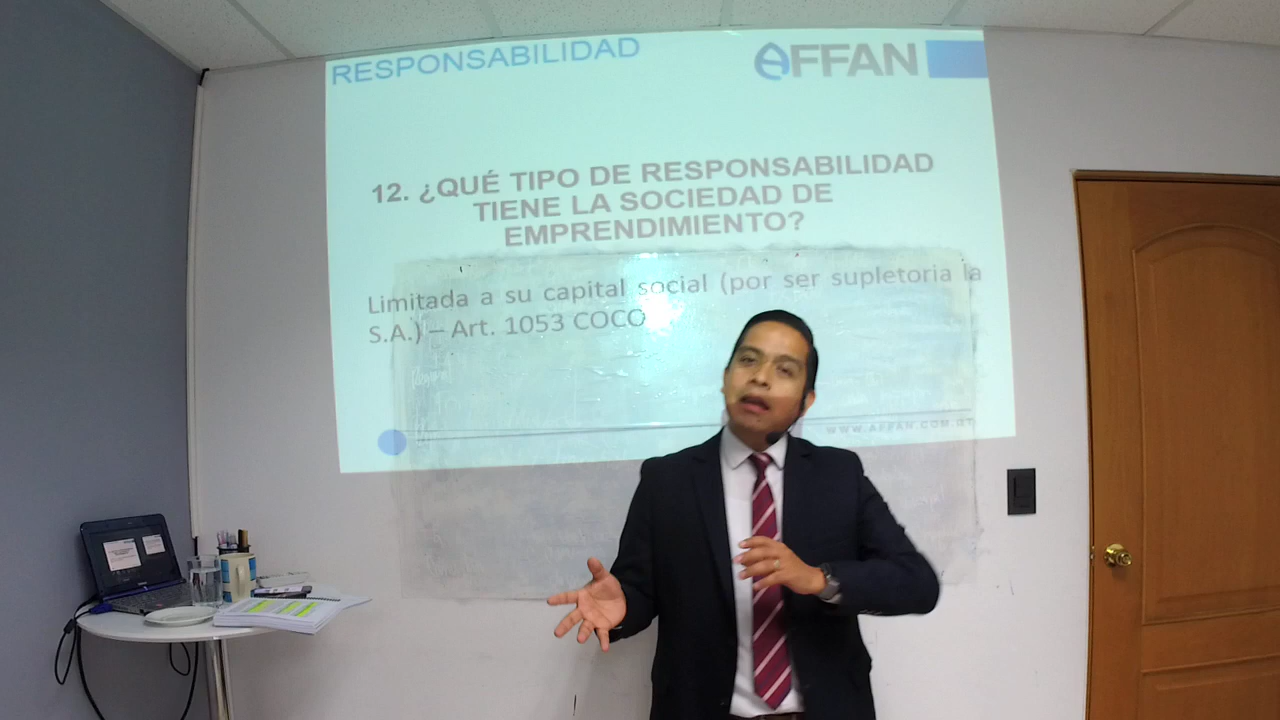 RESPONSABILIDAD
AFFAN
12. ¿QUÉ TIPO DE RESPONSABILIDAD
TIENE LA SOCIEDAD DE
EMPRENDIMIENTO?
Limitada a su capital social (por ser supletoria la
S.A.) – Art. 1053 COCO
WWW.AFFAN.COM.GT